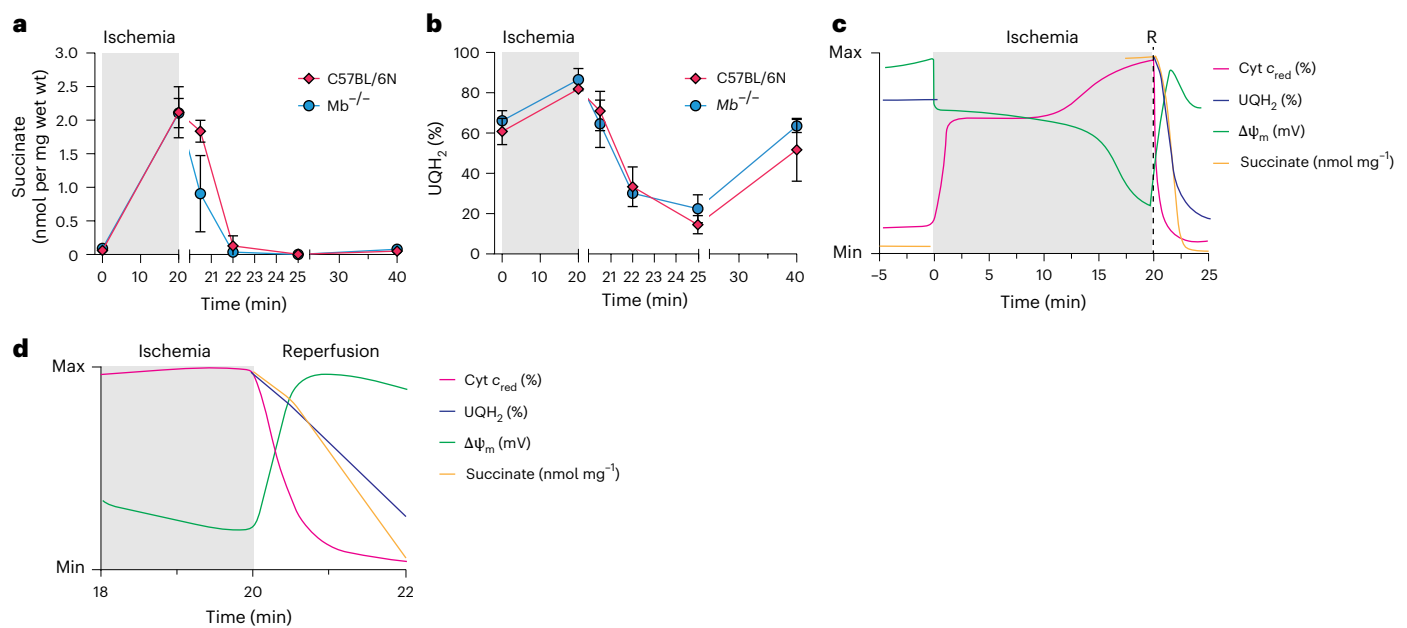 a
Ischemia
Succinate
(nmol per mg wet wt)
3.0
2.5
2.0
1.5
1.0
0.5
0
0 10 20 21 22 23 24 25 30 40
Time (min)
C57BL/6N
Mb−/−
b
Ischemia
UQH2 (%)
100
80
60
40
20
0
0 10 20 21 22 23 24 25 30 40
Time (min)
C57BL/6N
Mb−/−
c
Ischemia R
Max
Min
−5 0 5 10 15 20 25
Time (min)
Cyt cred (%)
UQH2 (%)
Δψm (mV)
Succinate (nmol mg−1)
d
Ischemia Reperfusion
Max
Min
18 20 22
Time (min)
Cyt cred (%)
UQH2 (%)
Δψm (mV)
Succinate (nmol mg−1)